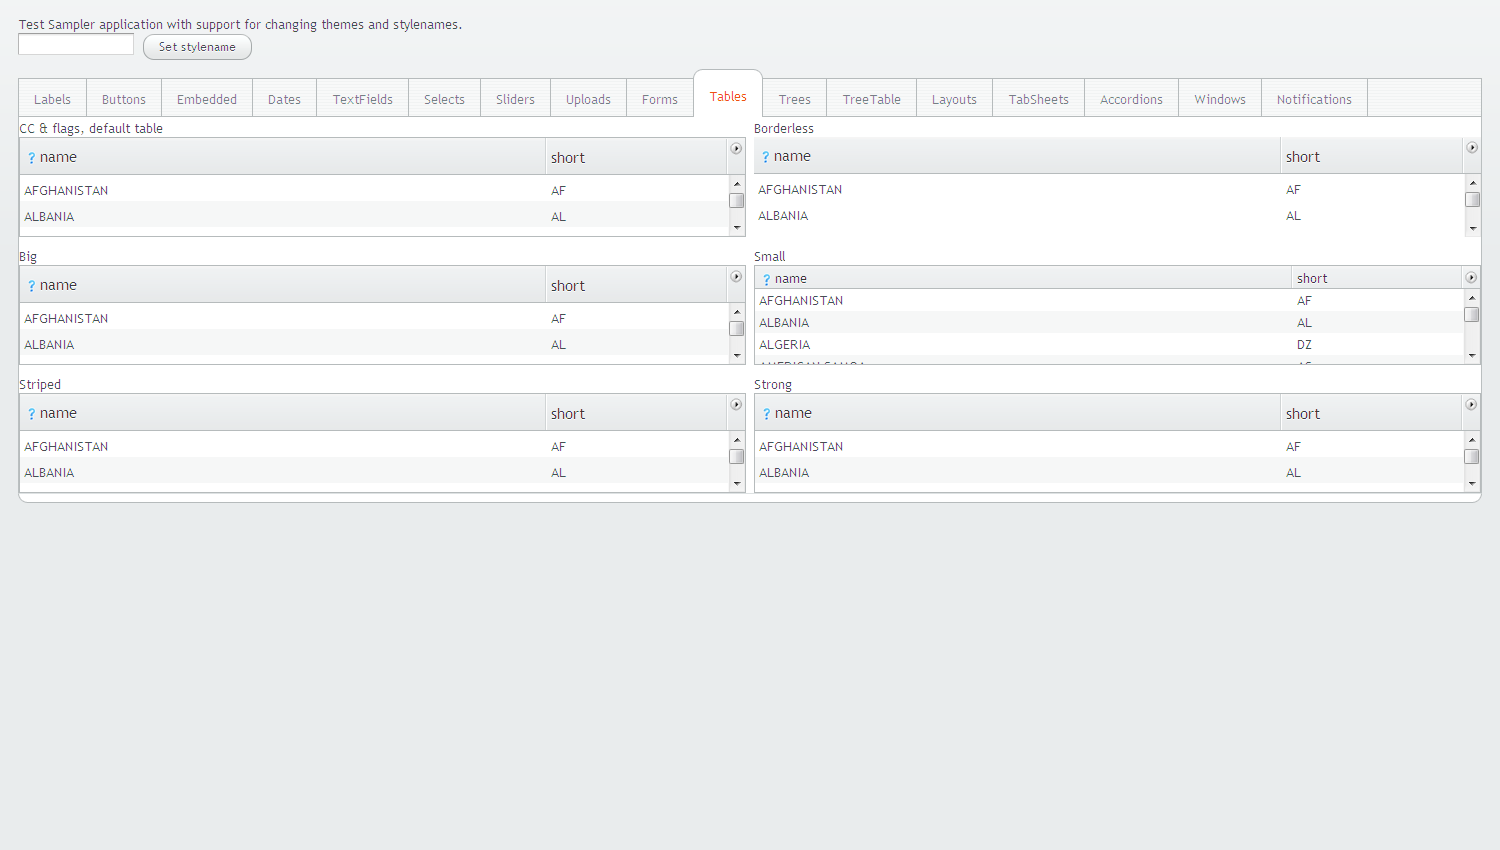 Test Sampler application with support for changing themes and stylenames.
Set stylename
Labels Buttons Embedded Dates TextFields Selects Sliders Uploads Forms Tables Trees TreeTable Layouts TabSheets Accordions Windows Notifications
CC & flags, default table
? name short
AFGHANISTAN AF
ALBANIA AL
Borderless
? name short
AFGHANISTAN AF
ALBANIA AL
Big
? name short
AFGHANISTAN AF
ALBANIA AL
Small
? name short
AFGHANISTAN AF
ALBANIA AL
ALGERIA DZ
Striped
? name short
AFGHANISTAN AF
ALBANIA AL
Strong
? name short
AFGHANISTAN AF
ALBANIA AL